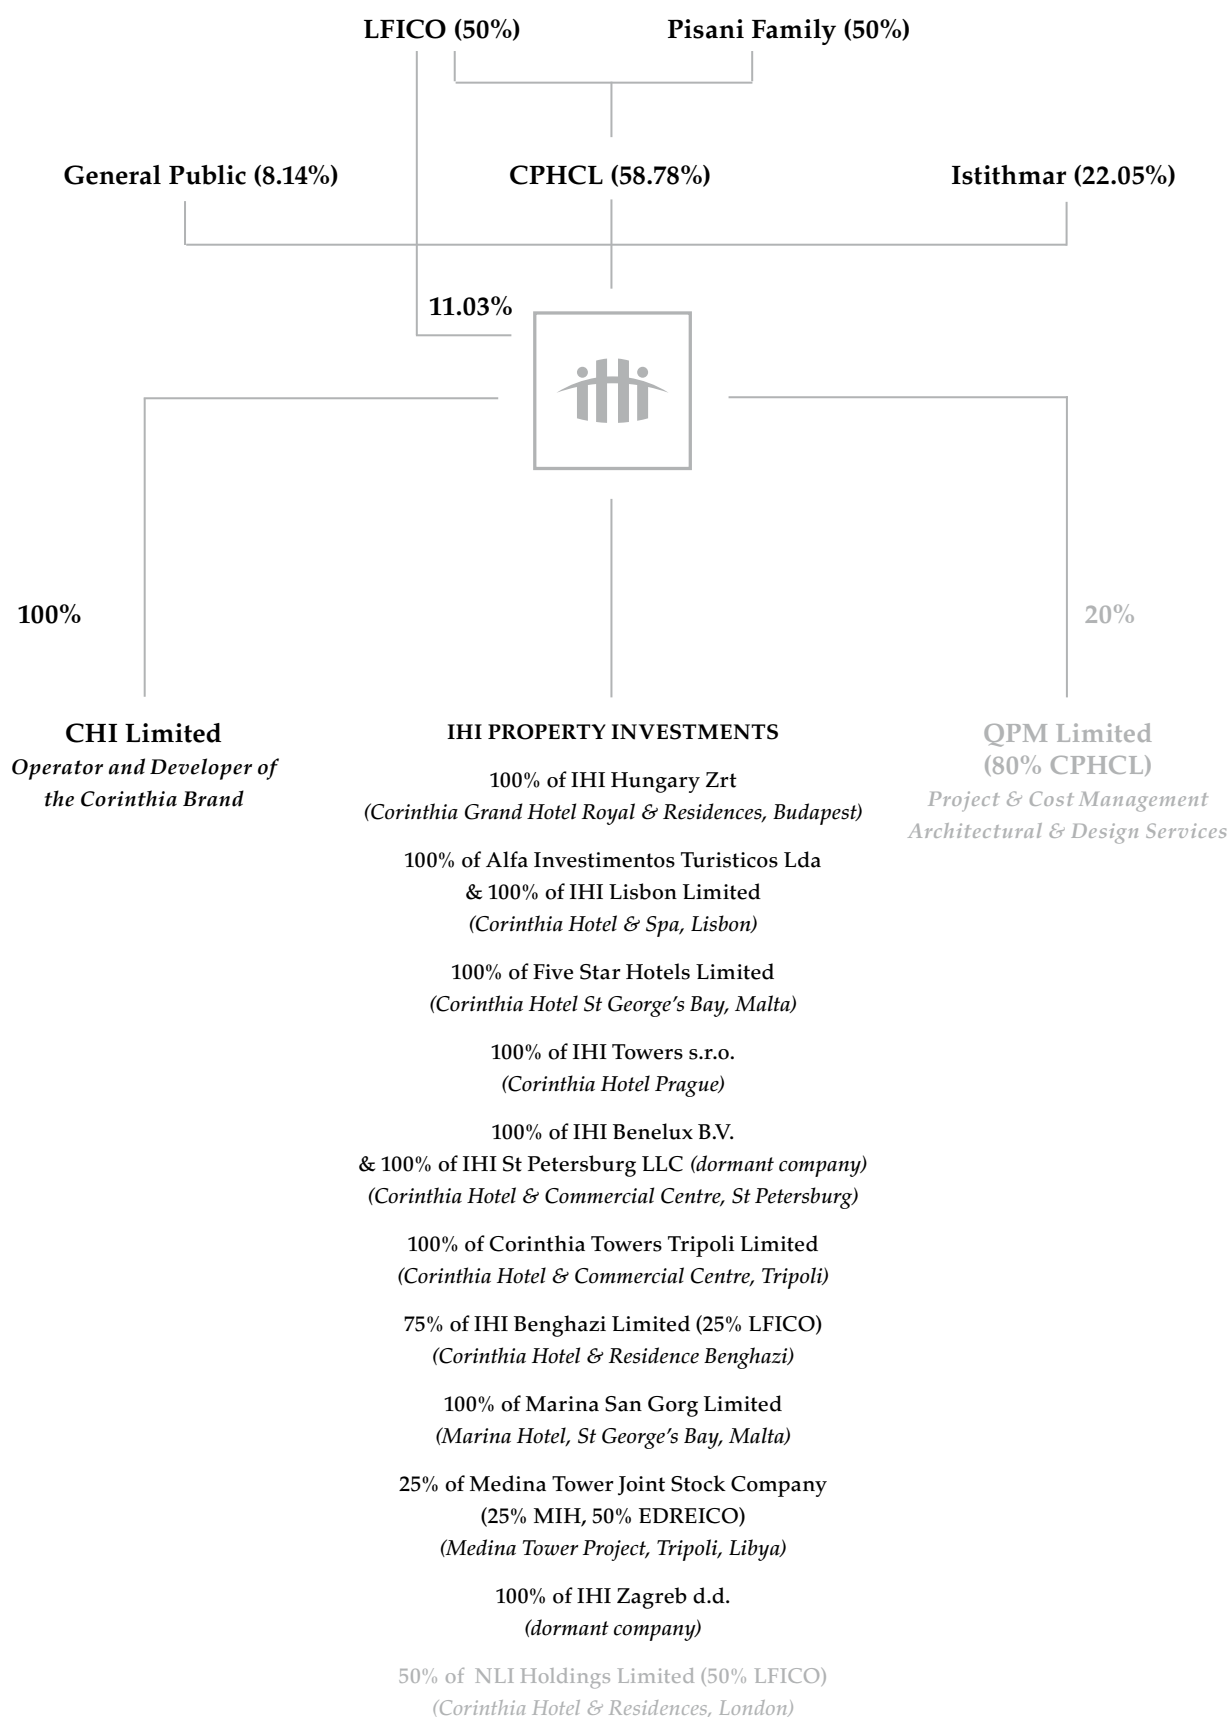 LFICO (50%)
Pisani Family (50%)
General Public (8.14%)
CPHCL (58.78%)
Istithmar (22.05%)
11.03%
100%
20%
CHI Limited
Operator and Developer of
the Corinthia Brand
IHI PROPERTY INVESTMENTS
100% of IHI Hungary Zrt
(Corinthia Grand Hotel Royal & Residences, Budapest)
100% of Alfa Investimentos Turisticos Lda
& 100% of IHI Lisbon Limited
(Corinthia Hotel & Spa, Lisbon)
100% of Five Star Hotels Limited
(Corinthia Hotel St George's Bay, Malta)
100% of IHI Towers s.r.o.
(Corinthia Hotel Prague)
100% of IHI Benelux B.V.
& 100% of IHI St Petersburg LLC (dormant company)
(Corinthia Hotel & Commercial Centre, St Petersburg)
100% of Corinthia Towers Tripoli Limited
(Corinthia Hotel & Commercial Centre, Tripoli)
75% of IHI Benghazi Limited (25% LFICO)
(Corinthia Hotel & Residence Benghazi)
100% of Marina San Gorg Limited
(Marina Hotel, St George's Bay, Malta)
25% of Medina Tower Joint Stock Company
(25% MIH, 50% EDREICO)
(Medina Tower Project, Tripoli, Libya)
100% of IHI Zagreb d.d.
(dormant company)
50% of NLI Holdings Limited (50% LFICO)
(Corinthia Hotel & Residences, London)
QPM Limited
(80% CPHCL)
Project & Cost Management
Architectural & Design Services